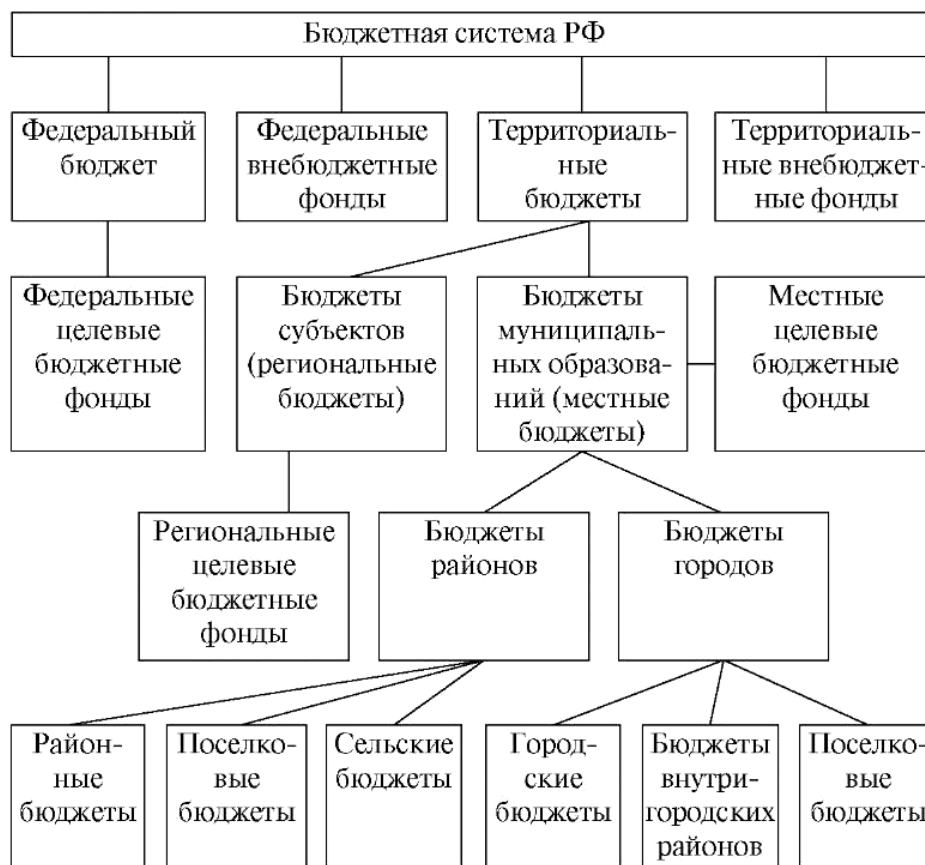 Бюджетная система РФ
Федеральный
бюджет
Федеральные
внебюджетные
фонды
Территориаль-
ные
бюджеты
Территориаль-
ные внебюджет-
ные фонды
Федеральные
целевые
бюджетные
фонды
Бюджеты
субъектов
(региональные
бюджеты)
Бюджеты
муниципаль-
ных образова-
ний (местные
бюджеты)
Местные
целевые
бюджетные
фонды
Региональные
целевые
бюджетные
фонды
Бюджеты
районов
Бюджеты
городов
Район-
ные
бюджеты
Поселко-
вые
бюджеты
Сельские
бюджеты
Город-
ские
бюджеты
Бюджеты
внутри-
городских
районов
Поселко-
вые
бюджеты